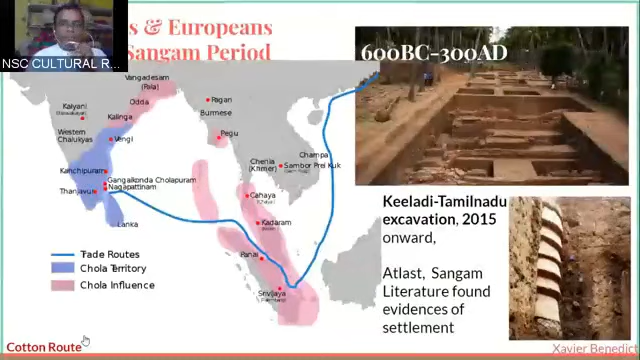 s & Europeans
Sangam Period
NSC CULTURAL R...
600BC-300AD
Vangadesam
(Pala)
Odda
Kalinga
Kalyani
Western
Chalukyas
Vengi
Kanchipuram
Gangaikonda Cholapuram
Nagapattinam
Thanjavur
Lanka
Pagan
Burmese
Pegu
Champa
Chenla
(Khmer)
Sambor Prei Kuk
Cahaya
Kadaram
Panai
Srivijaya
Trade Routes
Chola Territory
Chola Influence
Keeladi-Tamilnadu
excavation, 2015
onward,
Atlast, Sangam
Literature found
evidences of
settlement
Cotton Route
Xavier Benedict